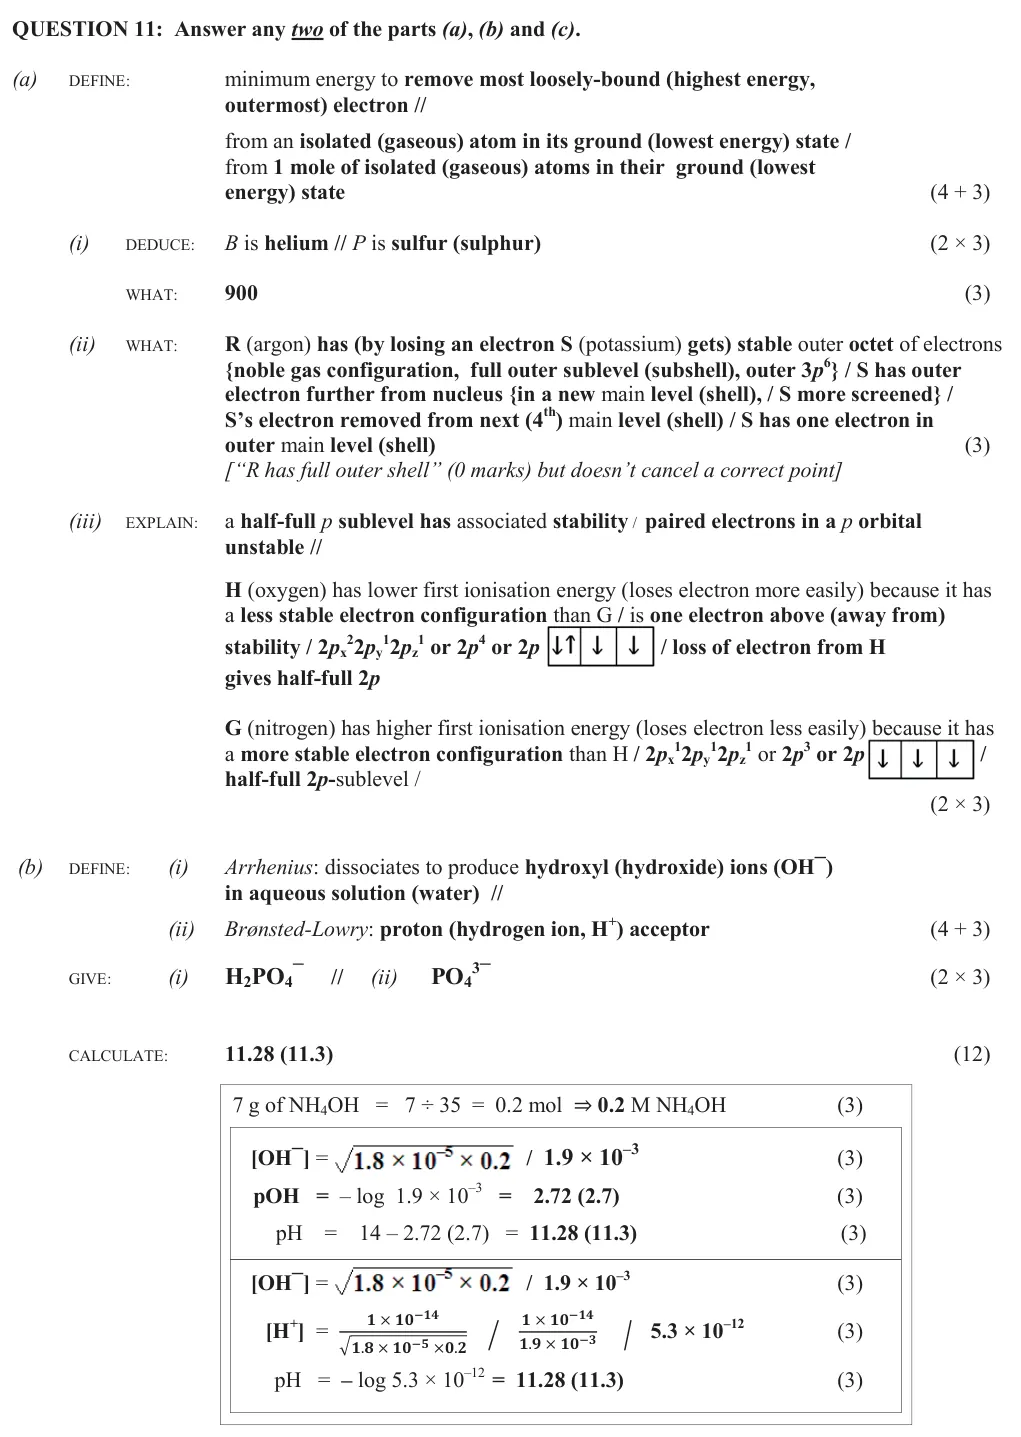 QUESTION 11: Answer any two of the parts (a), (b) and (c).
(a) DEFINE: minimum energy to remove most loosely-bound (highest energy,
outermost) electron //
from an isolated (gaseous) atom in its ground (lowest energy) state /
from 1 mole of isolated (gaseous) atoms in their ground (lowest
energy) state (4 + 3)
(i) DEDUCE: B is helium // P is sulfur (sulphur) (2 × 3)
WHAT: 900 (3)
(ii) WHAT: R (argon) has (by losing an electron S (potassium) gets) stable outer octet of electrons
{noble gas configuration, full outer sublevel (subshell), outer 3p⁶} / S has outer
electron further from nucleus {in a new main level (shell), / S more screened} /
S’s electron removed from next (4ᵗʰ) main level (shell) / S has one electron in
outer main level (shell) (3)
[“R has full outer shell” (0 marks) but doesn’t cancel a correct point]
(iii) EXPLAIN: a half-full p sublevel has associated stability / paired electrons in a p orbital
unstable //
H (oxygen) has lower first ionisation energy (loses electron more easily) because it has
a less stable electron configuration than G / is one electron above (away from)
stability / 2pₓ²2p_y¹2p_z¹ or 2p⁴ or 2p ↓↑ ↓ ↓ / loss of electron from H
gives half-full 2p
G (nitrogen) has higher first ionisation energy (loses electron less easily) because it has
a more stable electron configuration than H / 2pₓ¹2p_y¹2p_z¹ or 2p³ or 2p ↓ ↓ ↓ /
half-full 2p-sublevel /
(2 × 3)
(b) DEFINE: (i) Arrhenius: dissociates to produce hydroxyl (hydroxide) ions (OH⁻)
in aqueous solution (water) //
(ii) Brønsted-Lowry: proton (hydrogen ion, H⁺) acceptor (4 + 3)
GIVE: (i) H₂PO₄⁻ // (ii) PO₄³⁻ (2 × 3)
CALCULATE: 11.28 (11.3) (12)
7 g of NH₄OH = 7 ÷ 35 = 0.2 mol ⇒ 0.2 M NH₄OH (3)
[OH⁻] = √1.8 × 10⁻⁵ × 0.2 / 1.9 × 10⁻³ (3)
pOH = – log 1.9 × 10⁻³ = 2.72 (2.7) (3)
pH = 14 – 2.72 (2.7) = 11.28 (11.3) (3)
[OH⁻] = √1.8 × 10⁻⁵ × 0.2 / 1.9 × 10⁻³ (3)
[H⁺] = 1 × 10⁻¹⁴ / √1.8 × 10⁻⁵ ×0.2 / 1 × 10⁻¹⁴ / 1.9 × 10⁻³ / 5.3 × 10⁻¹² (3)
pH = – log 5.3 × 10⁻¹² = 11.28 (11.3) (3)